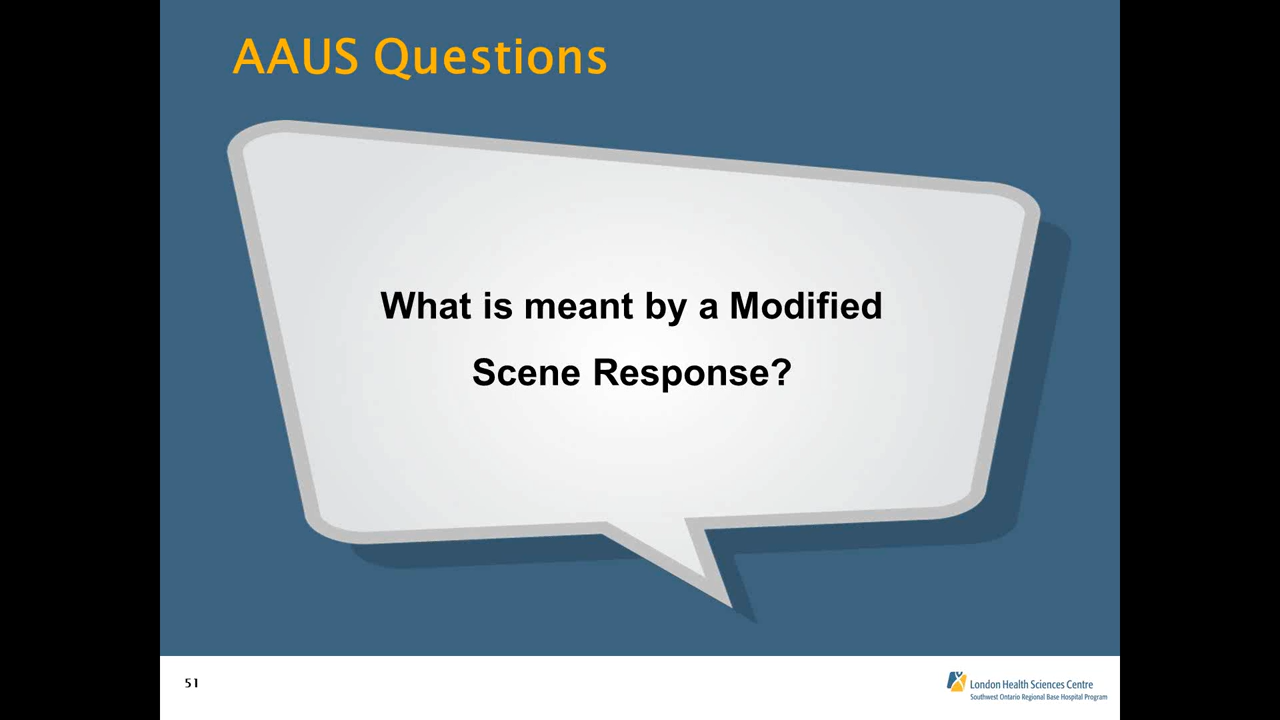 AAUS Questions
What is meant by a Modified
Scene Response?
51
London Health Sciences Centre
Southwest Ontario Regional Base Hospital Program